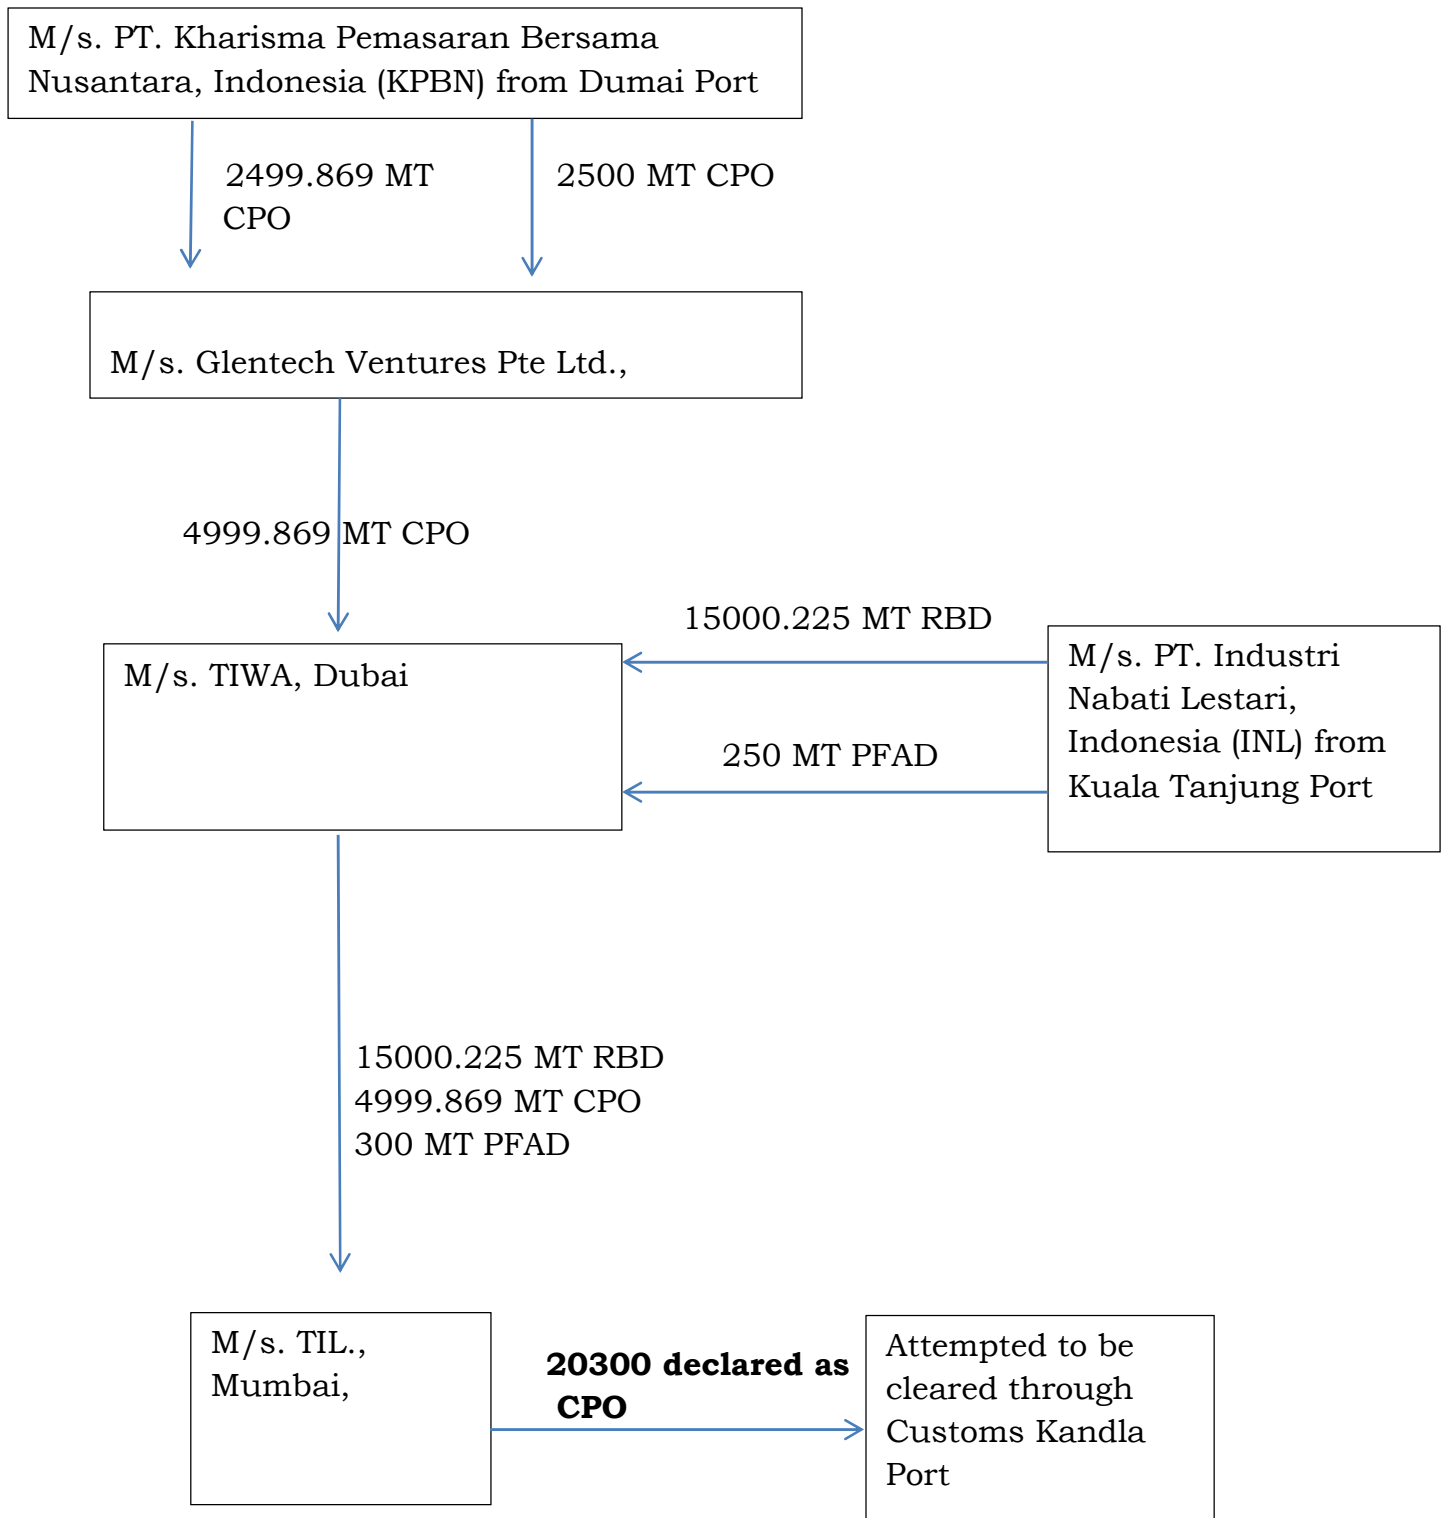 M/s. PT. Kharisma Pemasaran Bersama
Nusantara, Indonesia (KPBN) from Dumai Port
2499.869 MT
CPO
2500 MT CPO
M/s. Glentech Ventures Pte Ltd.,
4999.869 MT CPO
15000.225 MT RBD
M/s. TIWA, Dubai
250 MT PFAD
M/s. PT. Industri
Nabati Lestari,
Indonesia (INL) from
Kuala Tanjung Port
15000.225 MT RBD
4999.869 MT CPO
300 MT PFAD
M/s. TIL.,
Mumbai,
20300 declared as
CPO
Attempted to be
cleared through
Customs Kandla
Port